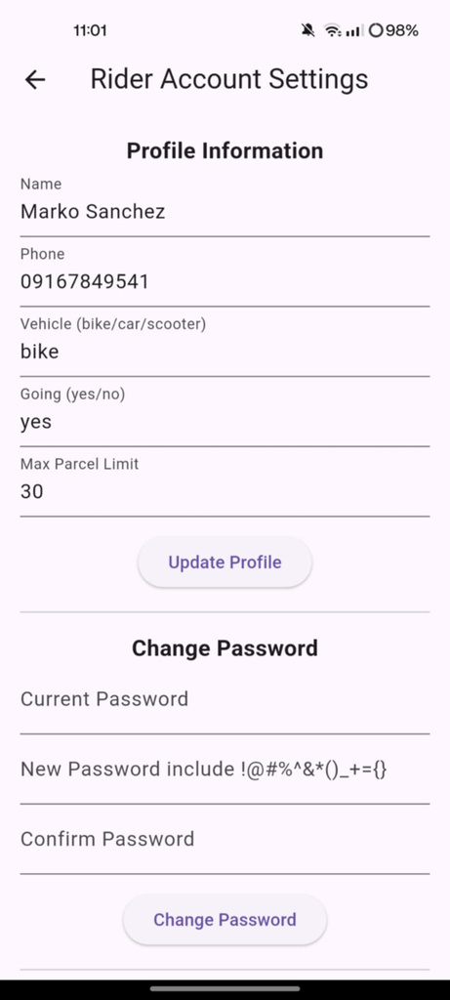 11:01
98%
Rider Account Settings
Profile Information
Name
Marko Sanchez
Phone
09167849541
Vehicle (bike/car/scooter)
bike
Going (yes/no)
yes
Max Parcel Limit
30
Update Profile
Change Password
Current Password
New Password include !@#%^&*()_+={}
Confirm Password
Change Password